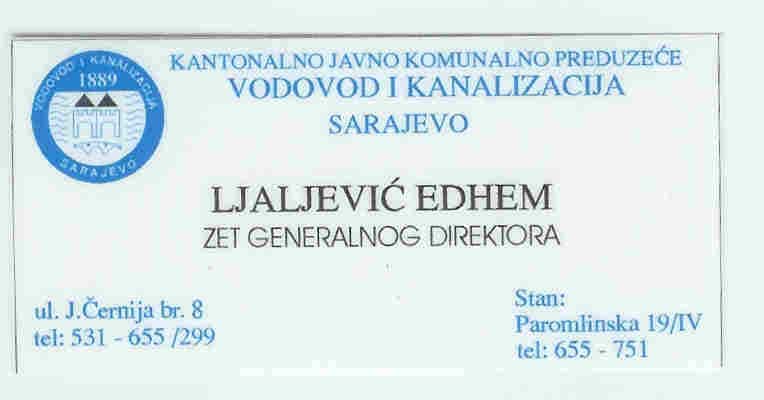 KANTONALNO JAVNO KOMUNALNO PREDUZEĆE
VODOVOD I KANALIZACIJA
SARAJEVO
VODOVOD I KANALIZACIJA
1889
SARAJEVO
LJALJEVIĆ EDHEM
ZET GENERALNOG DIREKTORA
ul. J.Černija br. 8
tel: 531 - 655 /299
Stan:
Paromlinska 19/IV
tel: 655 - 751